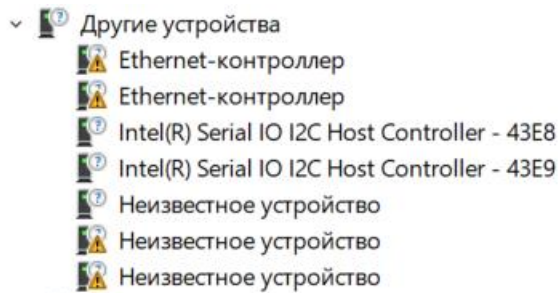 Другие устройства
Ethernet-контроллер
Ethernet-контроллер
Intel(R) Serial IO I2C Host Controller - 43E8
Intel(R) Serial IO I2C Host Controller - 43E9
Неизвестное устройство
Неизвестное устройство
Неизвестное устройство